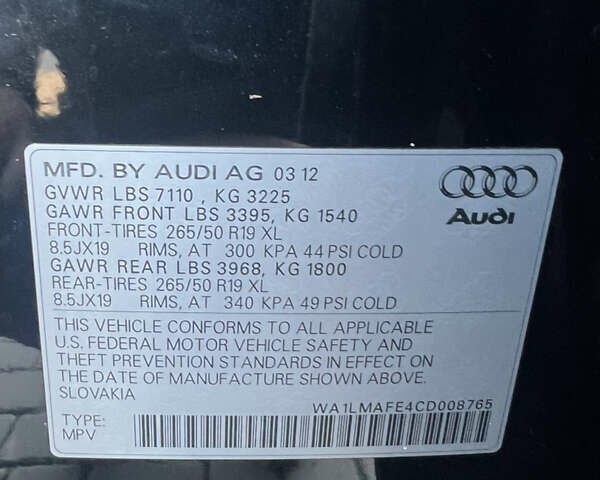 MFD. BY AUDI AG 03 12
GVWR LBS 7110 , KG 3225
GAWR FRONT LBS 3395, KG 1540
FRONT-TIRES 265/50 R19 XL
8.5JX19 RIMS, AT 300 KPA 44 PSI COLD
GAWR REAR LBS 3968, KG 1800
REAR-TIRES 265/50 R19 XL
8.5JX19 RIMS, AT 340 KPA 49 PSI COLD
Audi
THIS VEHICLE CONFORMS TO ALL APPLICABLE
U.S. FEDERAL MOTOR VEHICLE SAFETY AND
THEFT PREVENTION STANDARDS IN EFFECT ON
THE DATE OF MANUFACTURE SHOWN ABOVE.
SLOVAKIA
WA1LMAFE4CD008765
TYPE:
MPV